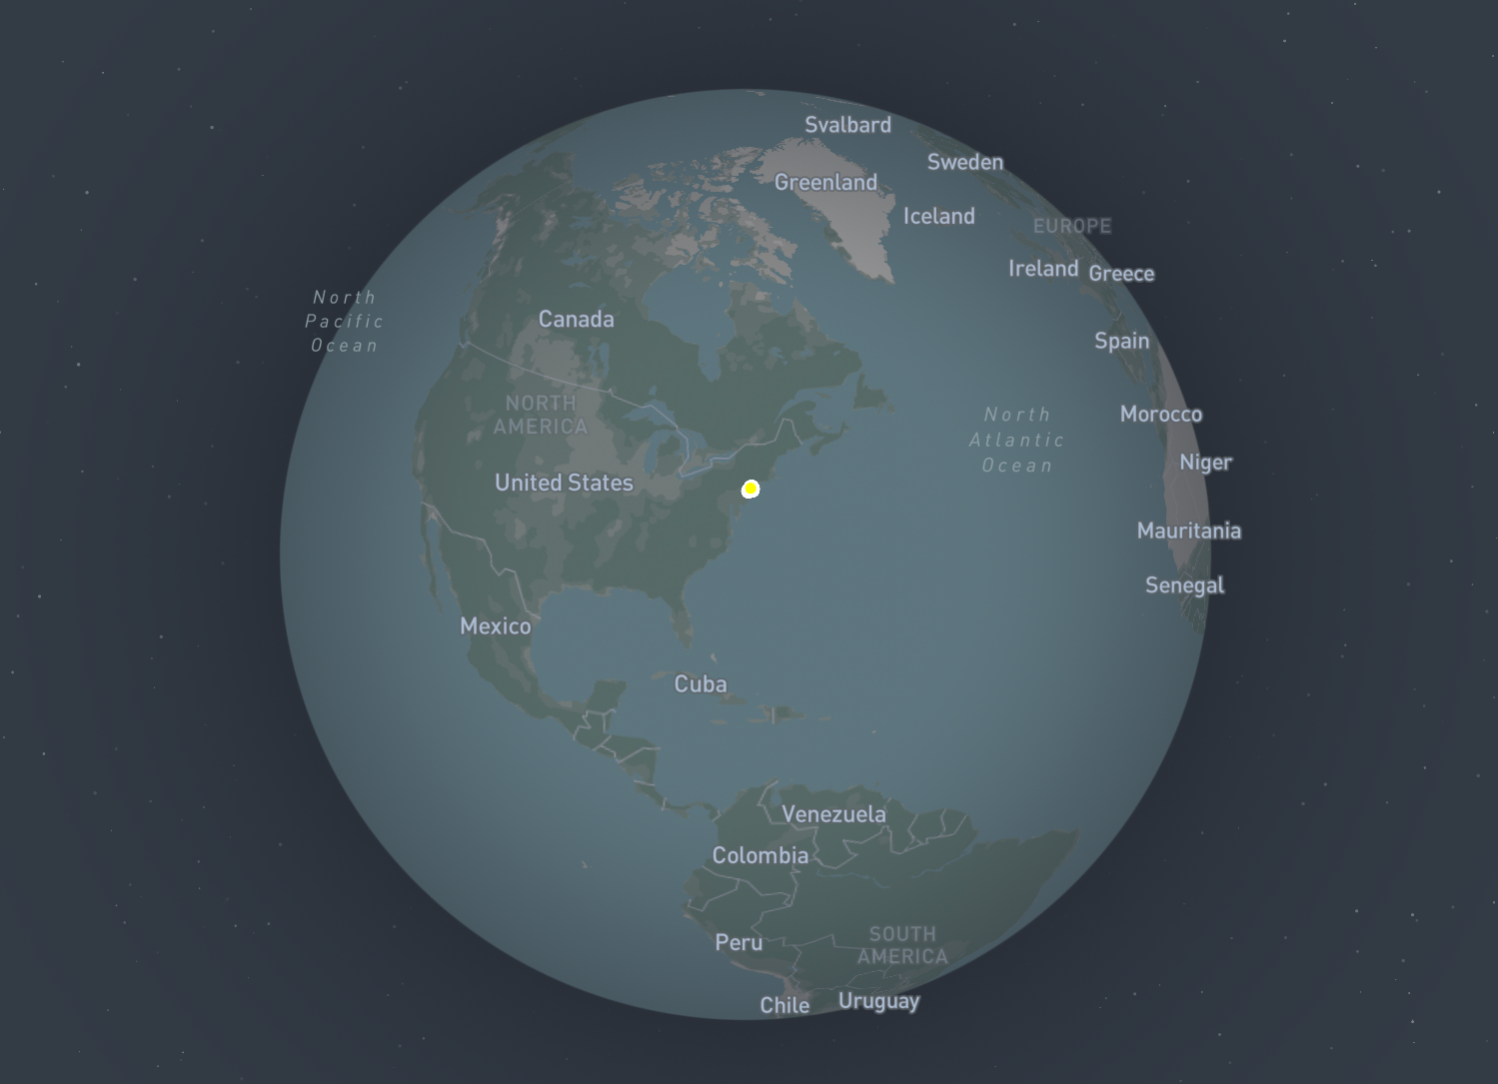 Svalbard
Sweden
Greenland
Iceland
EUROPE
Ireland
Greece
North
Pacific
Ocean
Canada
Spain
NORTH
AMERICA
Morocco
North
Atlantic
Ocean
Niger
United States
Mauritania
Senegal
Mexico
Cuba
Venezuela
Colombia
Peru
SOUTH
AMERICA
Chile
Uruguay